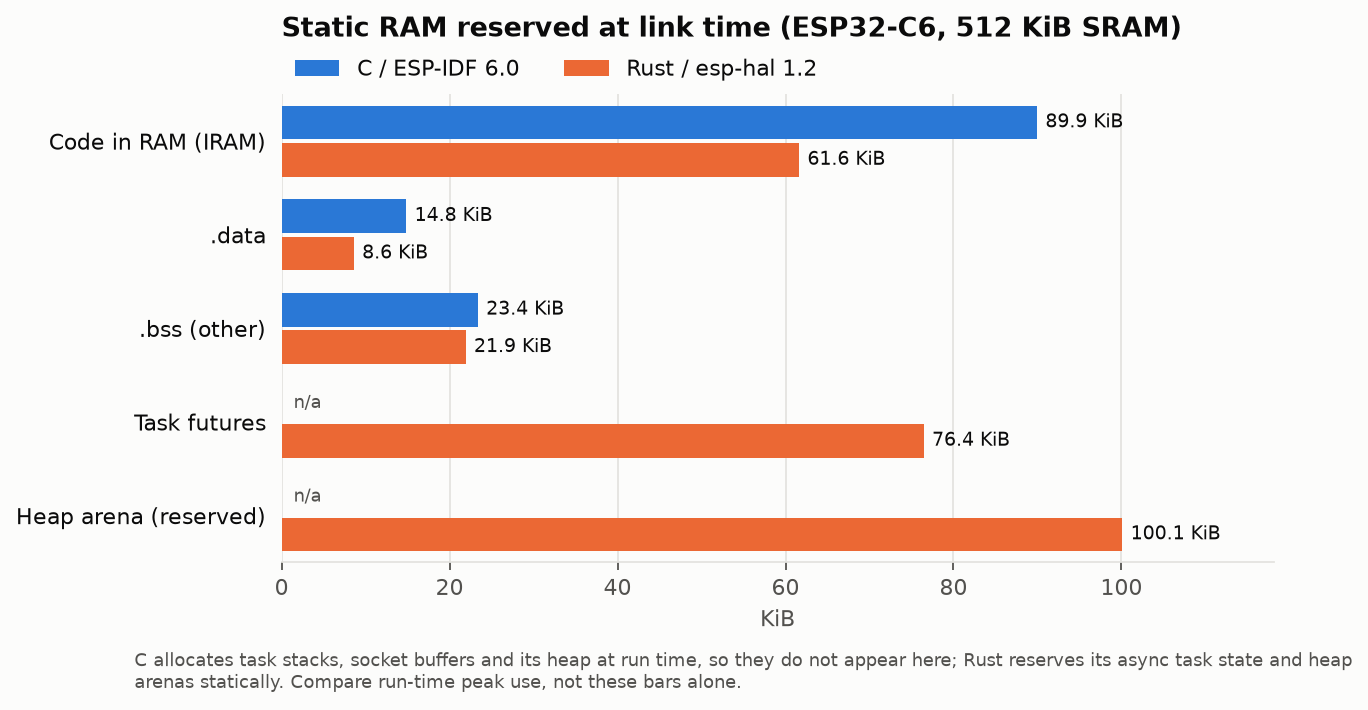 Static RAM reserved at link time (ESP32-C6, 512 KiB SRAM)
C / ESP-IDF 6.0
Rust / esp-hal 1.2
Code in RAM (IRAM)
89.9 KiB
61.6 KiB
.data
14.8 KiB
8.6 KiB
.bss (other)
23.4 KiB
21.9 KiB
Task futures
n/a
76.4 KiB
Heap arena (reserved)
n/a
100.1 KiB
0 20 40 60 80 100
KiB
C allocates task stacks, socket buffers and its heap at run time, so they do not appear here; Rust reserves its async task state and heap
arenas statically. Compare run-time peak use, not these bars alone.